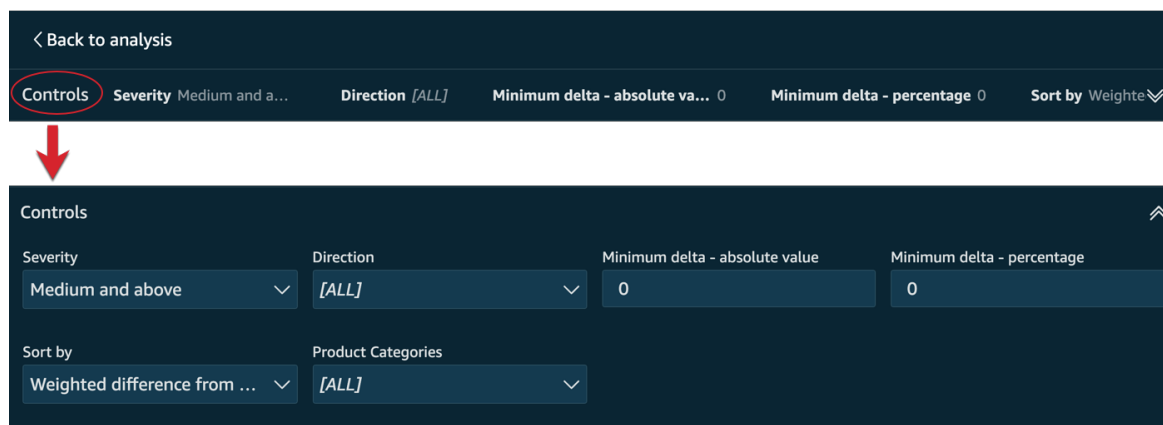 Back to analysis
Controls Severity Medium and a... Direction [ALL] Minimum delta - absolute va... 0 Minimum delta - percentage 0 Sort by Weighte
Controls
Severity Direction Minimum delta - absolute value Minimum delta - percentage
Medium and above [ALL] 0 0
Sort by Product Categories
Weighted difference from ... [ALL]